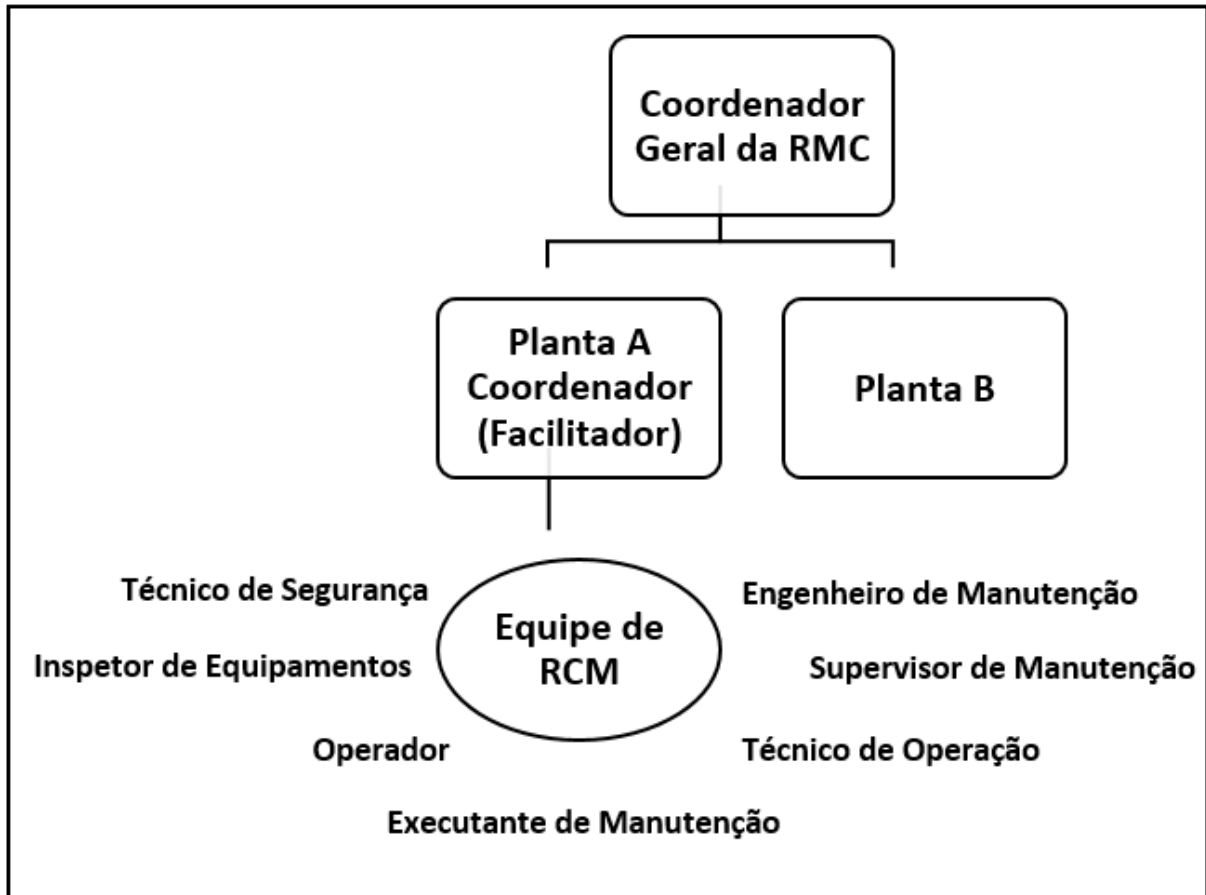 Coordenador
Geral da RMC
Planta A
Coordenador
(Facilitador)
Planta B
Técnico de Segurança
Engenheiro de Manutenção
Equipe de
RCM
Inspetor de Equipamentos
Supervisor de Manutenção
Operador
Técnico de Operação
Executante de Manutenção